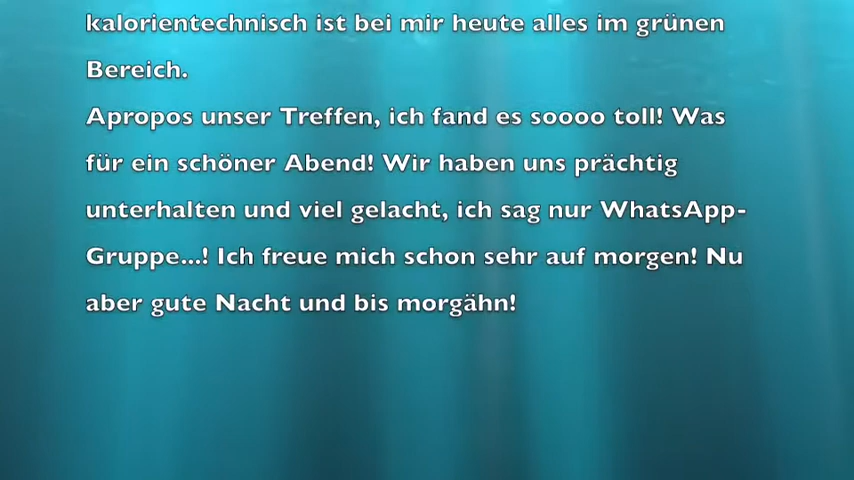 kalorientechnisch ist bei mir heute alles im grünen
Bereich.
Apropos unser Treffen, ich fand es soooo toll! Was
für ein schöner Abend! Wir haben uns prächtig
unterhalten und viel gelacht, ich sag nur WhatsApp-
Gruppe...! Ich freue mich schon sehr auf morgen! Nu
aber gute Nacht und bis morgähn!